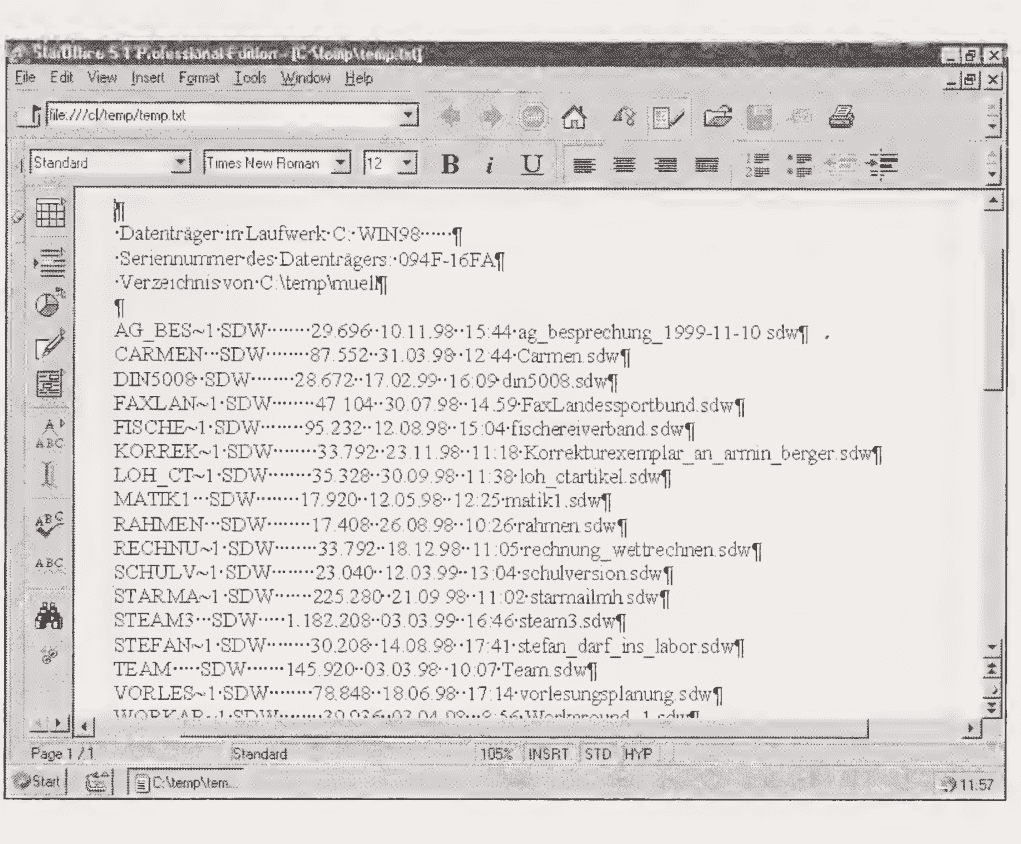 StarOffice 5.1 Professional Edition - [C:\temp\temp.txt]
File Edit View Insert Format Tools Window Help
file:///c|/temp/temp.txt
Standard Times New Roman 12 B i U
¶
·Datenträger·in·Laufwerk·C:·WIN98·····¶
·Seriennummer·des·Datenträgers:·094F-16FA¶
·Verzeichnis·von·C:\temp\muell¶
¶
AG_BES~1·SDW········29.696··10.11.98··15:44·ag_besprechung_1999-11-10.sdw¶
CARMEN···SDW········87.552··31.03.98··12:44·Carmen.sdw¶
DIN5008··SDW········28.672··17.02.99··16:09·din5008.sdw¶
FAXLAN~1·SDW········47.104··30.07.98··14:59·FaxLandessportbund.sdw¶
FISCHE~1·SDW········95.232··12.08.98··15:04·fischereiverband.sdw¶
KORREK~1·SDW········33.792··23.11.98··11:18·Korrekturexemplar_an_armin_berger.sdw¶
LOH_CT~1·SDW········35.328··30.09.98··11:38·loh_ctartikel.sdw¶
MATIK1···SDW········17.920··12.05.98··12:25·matik1.sdw¶
RAHMEN···SDW········17.408··26.08.98··10:26·rahmen.sdw¶
RECHNU~1·SDW········33.792··18.12.98··11:05·rechnung_wettrechnen.sdw¶
SCHULV~1·SDW········23.040··12.03.99··13:04·schulversion.sdw¶
STARMA~1·SDW·······225.280··21.09.98··11:02·starmailmh.sdw¶
STEAM3···SDW·····1.182.208··03.03.99··16:46·steam3.sdw¶
STEFAN~1·SDW········30.208··14.08.98··17:41·stefan_darf_ins_labor.sdw¶
TEAM·····SDW·······145.920··03.03.98··10:07·Team.sdw¶
VORLES~1·SDW········78.848··18.06.98··17:14·vorlesungsplanung.sdw¶
WORKAR~1·SDW········39.936··03.04.98···8:56·Workaround_1.sdw¶
Page 1 / 1 Standard 105% INSRT STD HYP
Start C:\temp\tem... 11:57